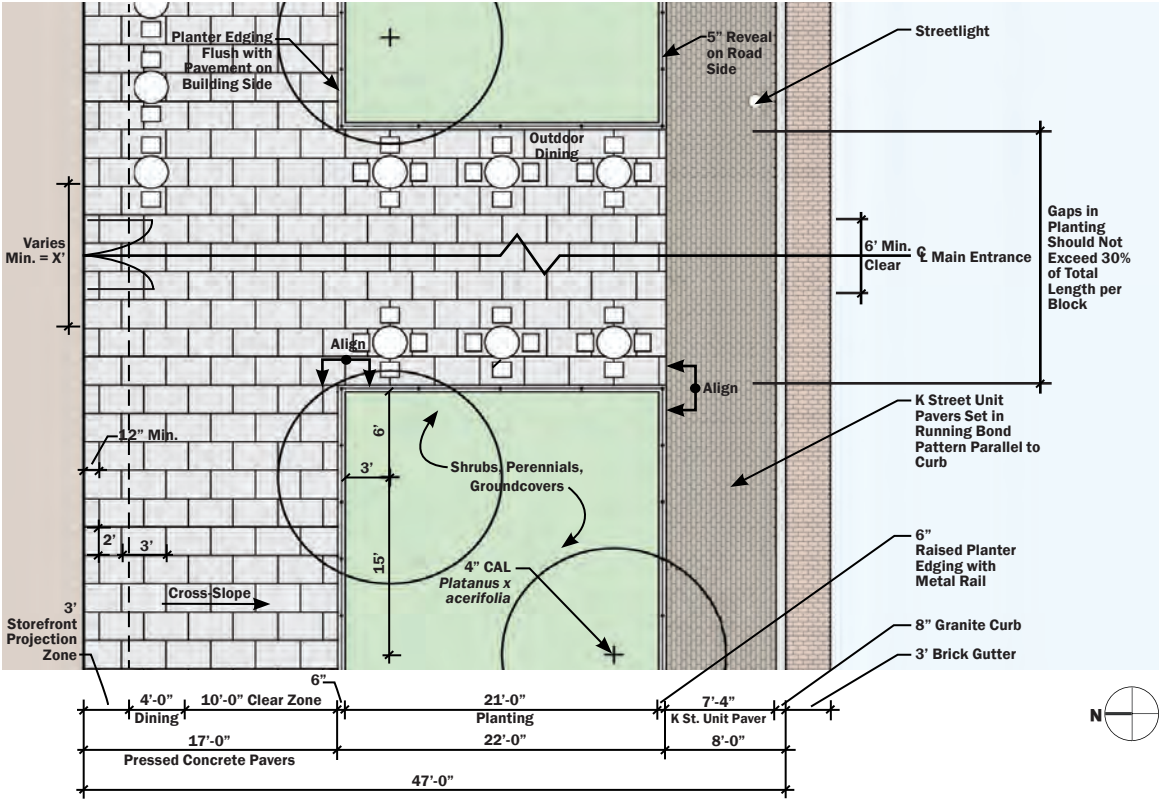 Planter Edging
Flush with
Pavement on
Building Side
5” Reveal
on Road
Side
Streetlight
Outdoor
Dining
Varies
Min. = X’
6’ Min.
Clear
℄ Main Entrance
Gaps in
Planting
Should Not
Exceed 30%
of Total
Length per
Block
Align
Align
K Street Unit
Pavers Set in
Running Bond
Pattern Parallel to
Curb
12” Min.
6’
3’
Shrubs, Perennials,
Groundcovers
2’
3’
15’
4” CAL
Platanus x
acerifolia
6”
Raised Planter
Edging with
Metal Rail
Cross-Slope
3’
Storefront
Projection
Zone
8” Granite Curb
3’ Brick Gutter
6”
4’-0”
10’-0” Clear Zone
21’-0”
7’-4”
Dining
Planting
K St. Unit Paver
N
17’-0”
22’-0”
8’-0”
Pressed Concrete Pavers
47’-0”